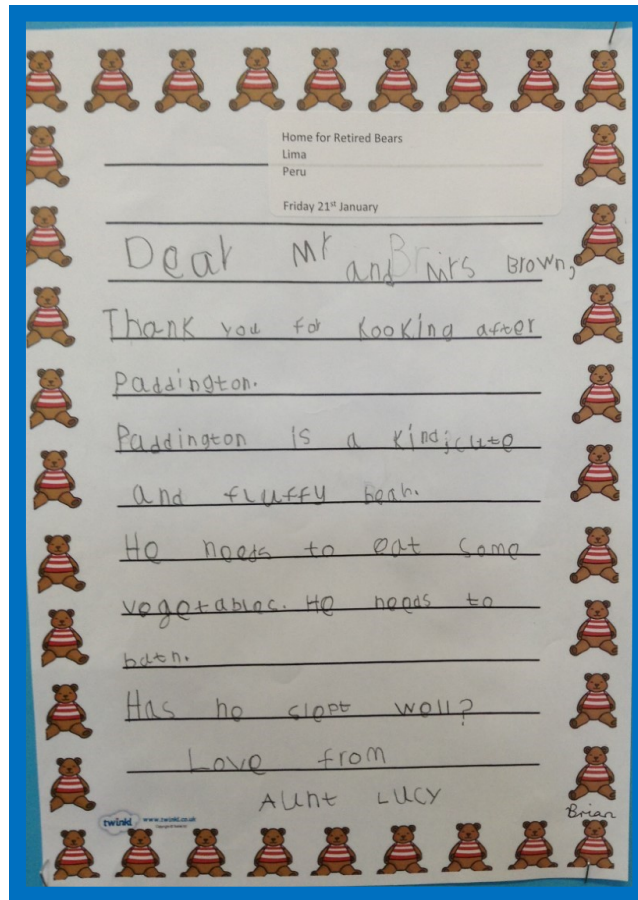 Home for Retired Bears
Lima
Peru
Friday 21st January
Dear Mr and Mrs Brown,
Thank you for kooking after
Paddington.
Paddington is a kind, cute
and fluffy beah.
He needs to eat some
vegetables. He needs to
bath.
Has he slept well?
Love from
Aunt Lucy
Brian
twinkl www.twinkl.co.uk